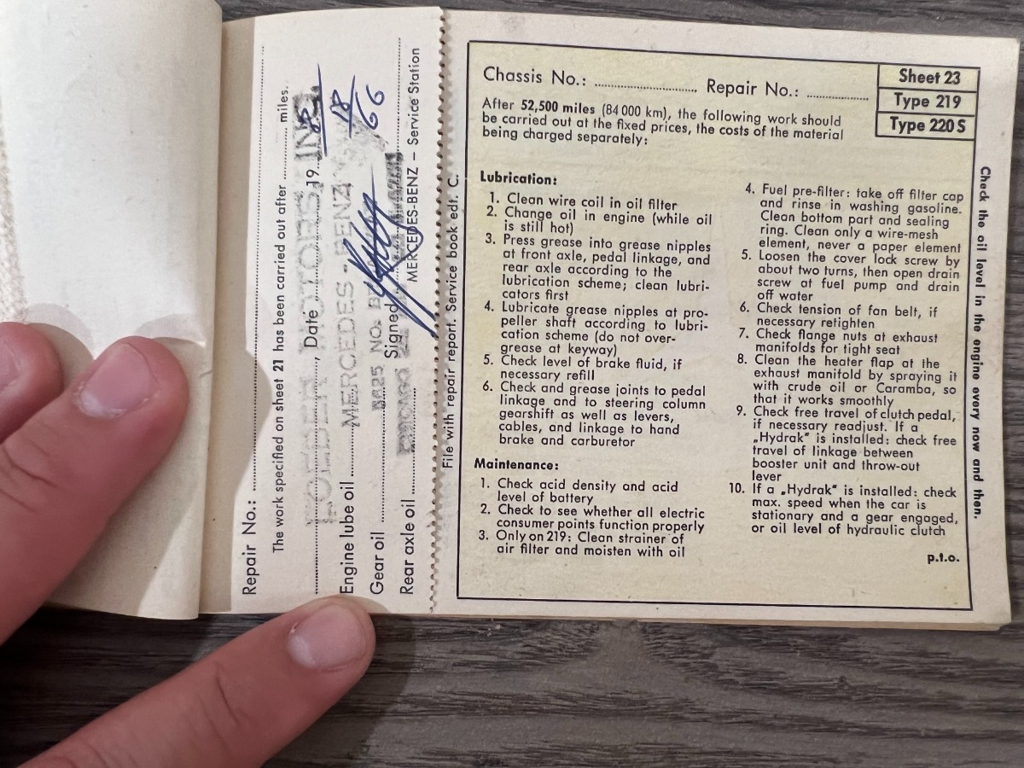 Repair No.:
The work specified on sheet 21 has been carried out after miles.
, Date 19
18
66
MOTORS, INC.
Engine lube oil
MERCEDES-BENZ
Gear oil
8825 NO.
Signed
Rear axle oil
MERCEDES-BENZ – Service Station
File with repair report. Service book edt. C.
Chassis No.: Repair No.:
Sheet 23
Type 219
Type 220 S
After 52,500 miles (84 000 km), the following work should
be carried out at the fixed prices, the costs of the material
being charged separately:
Lubrication:
1. Clean wire coil in oil filter
2. Change oil in engine (while oil
is still hot)
3. Press grease into grease nipples
at front axle, pedal linkage, and
rear axle according to the
lubrication scheme; clean lubri-
cators first
4. Lubricate grease nipples at pro-
peller shaft according to lubri-
cation scheme (do not over-
grease at keyway)
5. Check level of brake fluid, if
necessary refill
6. Check and grease joints to pedal
linkage and to steering column
gearshift as well as levers,
cables, and linkage to hand
brake and carburetor
Maintenance:
1. Check acid density and acid
level of battery
2. Check to see whether all electric
consumer points function properly
3. Only on 219: Clean strainer of
air filter and moisten with oil
4. Fuel pre-filter: take off filter cap
and rinse in washing gasoline.
Clean bottom part and sealing
ring. Clean only a wire-mesh
element, never a paper element
5. Loosen the cover lock screw by
about two turns, then open drain
screw at fuel pump and drain
off water
6. Check tension of fan belt, if
necessary retighten
7. Check flange nuts at exhaust
manifolds for tight seat
8. Clean the heater flap at the
exhaust manifold by spraying it
with crude oil or Caramba, so
that it works smoothly
9. Check free travel of clutch pedal,
if necessary readjust. If a
„Hydrak" is installed: check free
travel of linkage between
booster unit and throw-out
lever
10. If a „Hydrak" is installed: check
max. speed when the car is
stationary and a gear engaged,
or oil level of hydraulic clutch
p.t.o.
Check the oil level in the engine every now and then.